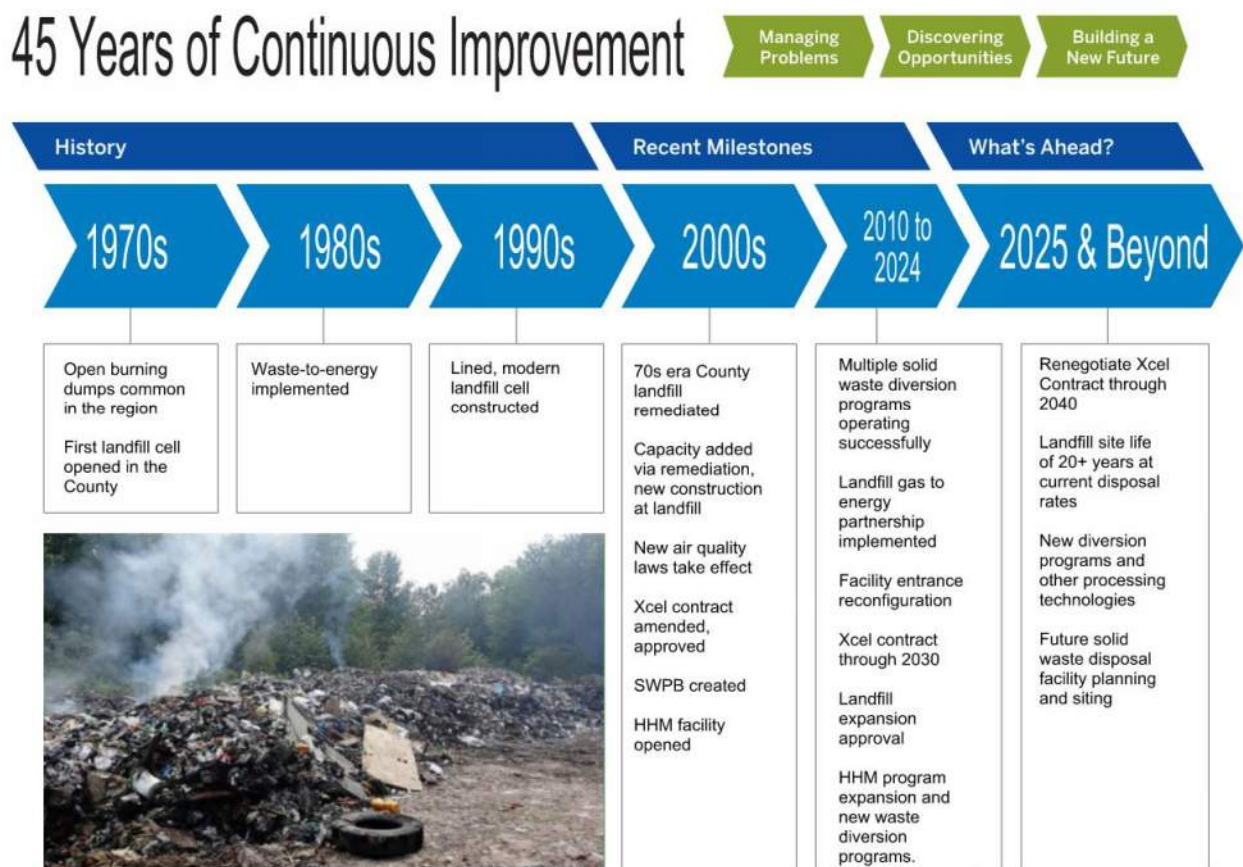 45 Years of Continuous Improvement
Managing
Problems
Discovering
Opportunities
Building a
New Future
History
Recent Milestones
What's Ahead?
1970s
1980s
1990s
2000s
2010 to
2024
2025 & Beyond
Open burning
dumps common
in the region
First landfill cell
opened in the
County
Waste-to-energy
implemented
Lined, modern
landfill cell
constructed
70s era County
landfill
remediated
Capacity added
via remediation,
new construction
at landfill
New air quality
laws take effect
Xcel contract
amended,
approved
SWPB created
HHM facility
opened
Multiple solid
waste diversion
programs
operating
successfully
Landfill gas to
energy
partnership
implemented
Facility entrance
reconfiguration
Xcel contract
through 2030
Landfill
expansion
approval
HHM program
expansion and
new waste
diversion
programs.
Renegotiate Xcel
Contract through
2040
Landfill site life
of 20+ years at
current disposal
rates
New diversion
programs and
other processing
technologies
Future solid
waste disposal
facility planning
and siting